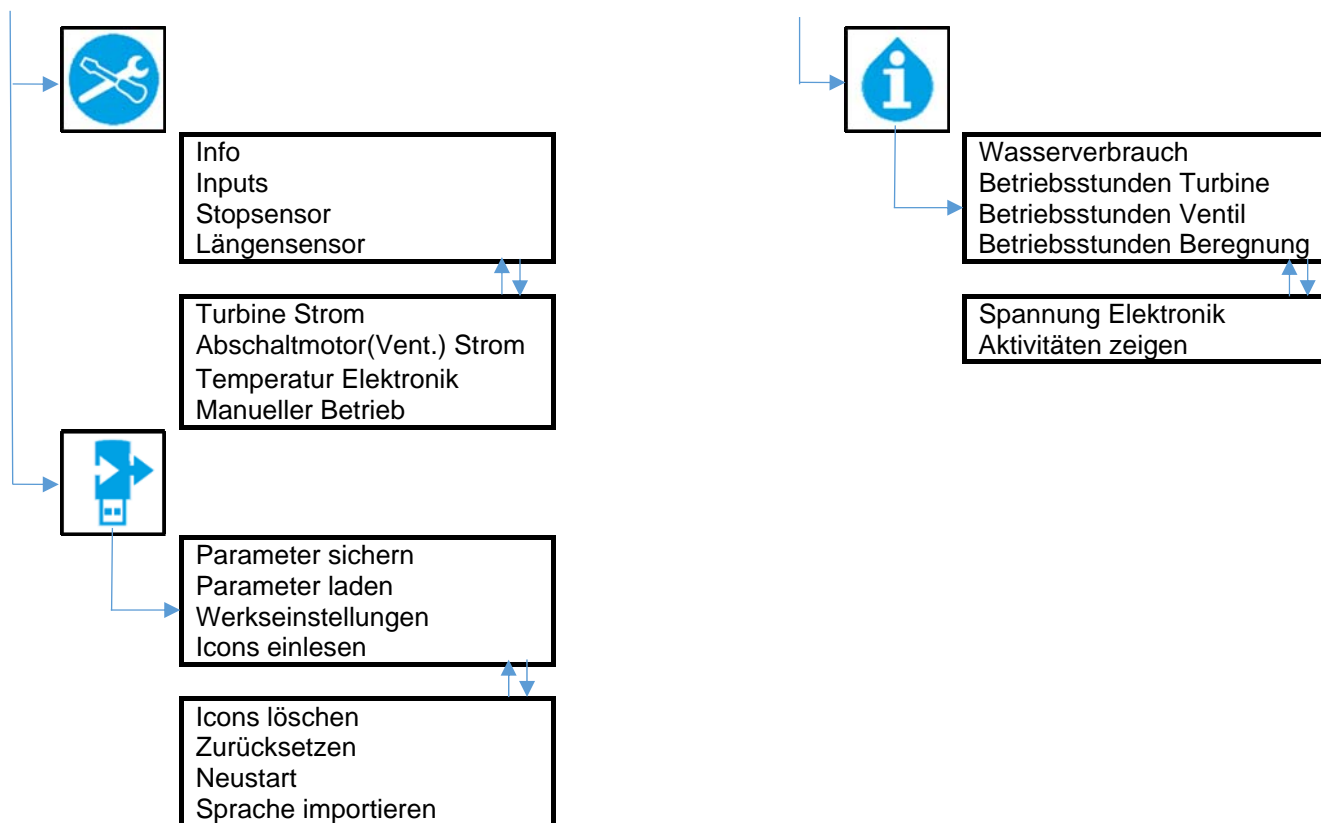 Info
Inputs
Stopsensor
Längensensor
Turbine Strom
Abschaltmotor(Vent.) Strom
Temperatur Elektronik
Manueller Betrieb
Parameter sichern
Parameter laden
Werkseinstellungen
Icons einlesen
Icons löschen
Zurücksetzen
Neustart
Sprache importieren
Wasserverbrauch
Betriebsstunden Turbine
Betriebsstunden Ventil
Betriebsstunden Beregnung
Spannung Elektronik
Aktivitäten zeigen